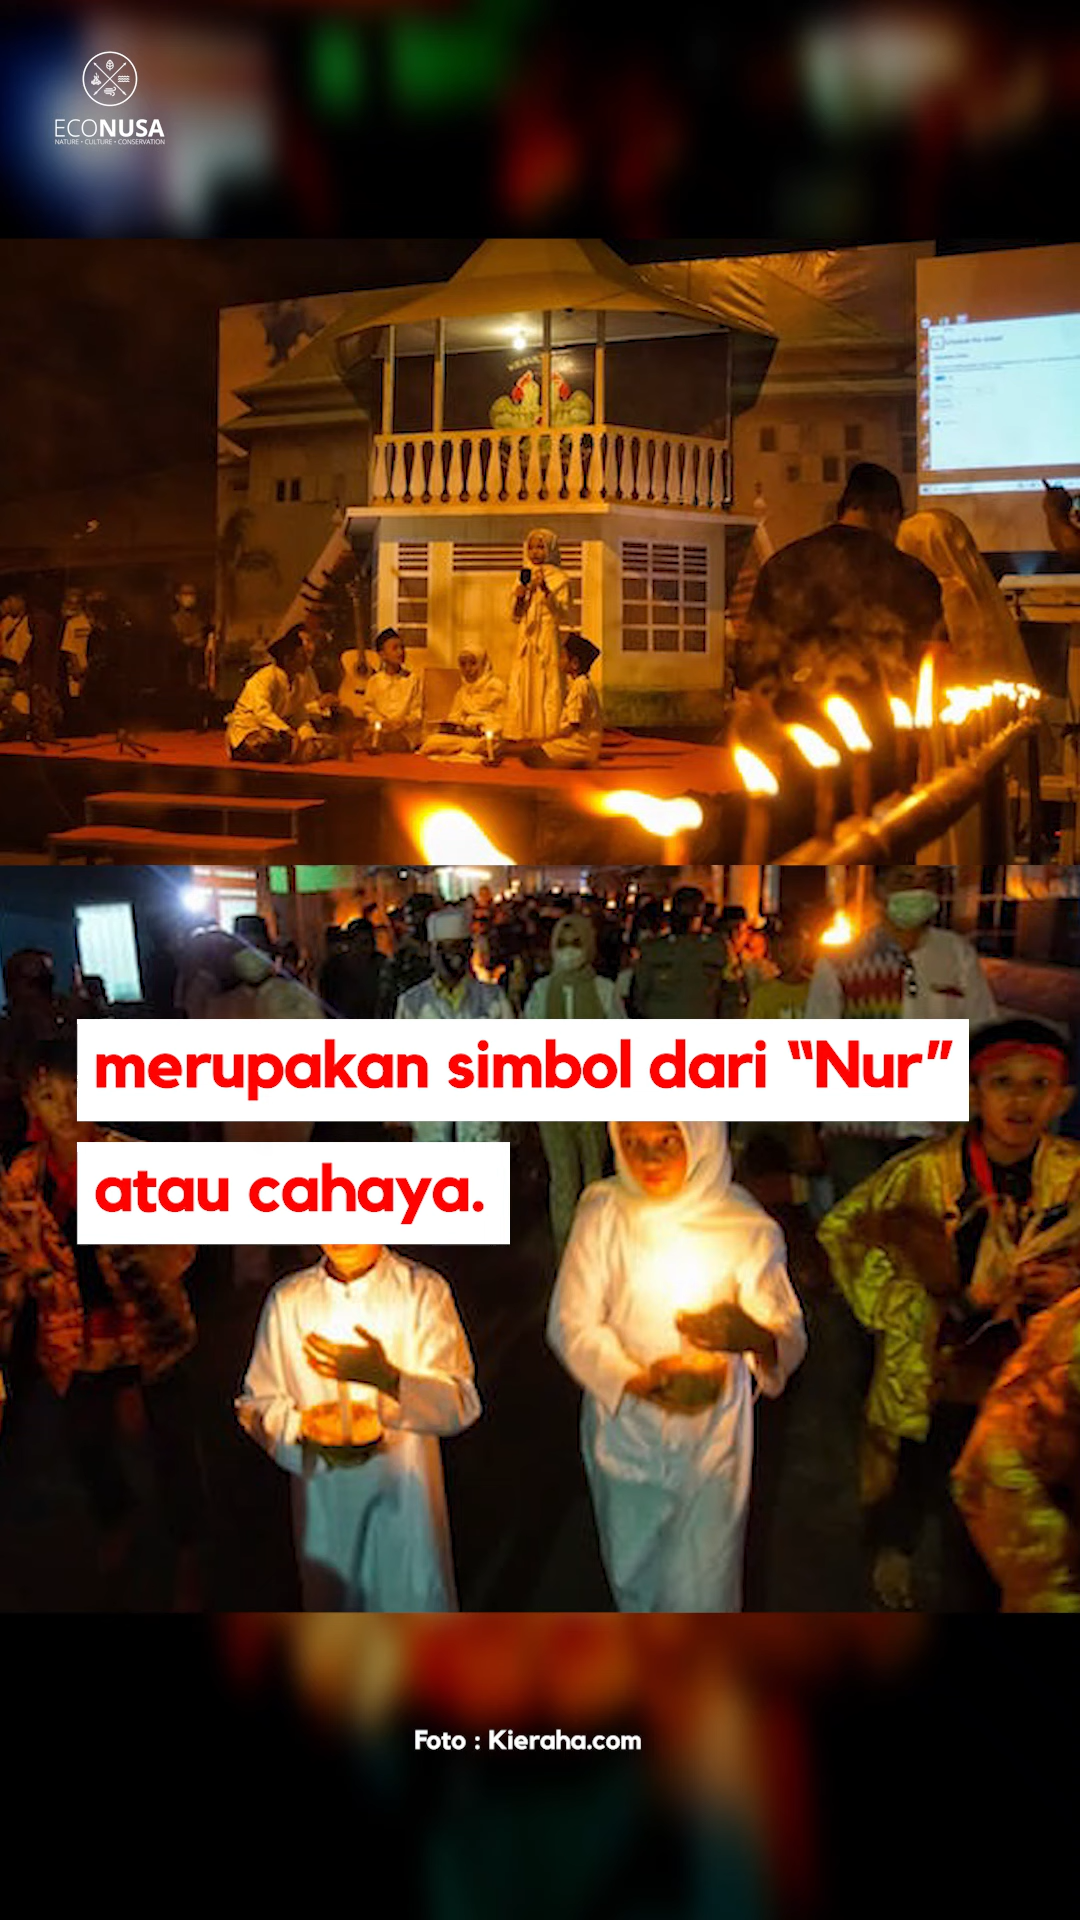 ECONUSA
NATURE • CULTURE • CONSERVATION
merupakan simbol dari “Nur”
atau cahaya.
Foto : Kieraha.com